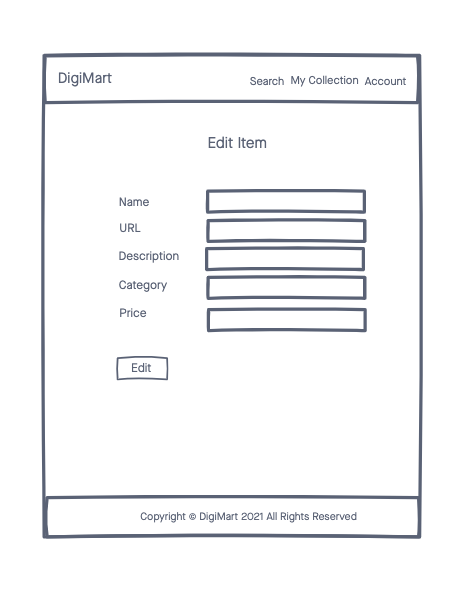 DigiMart
Search My Collection Account
Edit Item
Name
URL
Description
Category
Price
Edit
Copyright © DigiMart 2021 All Rights Reserved